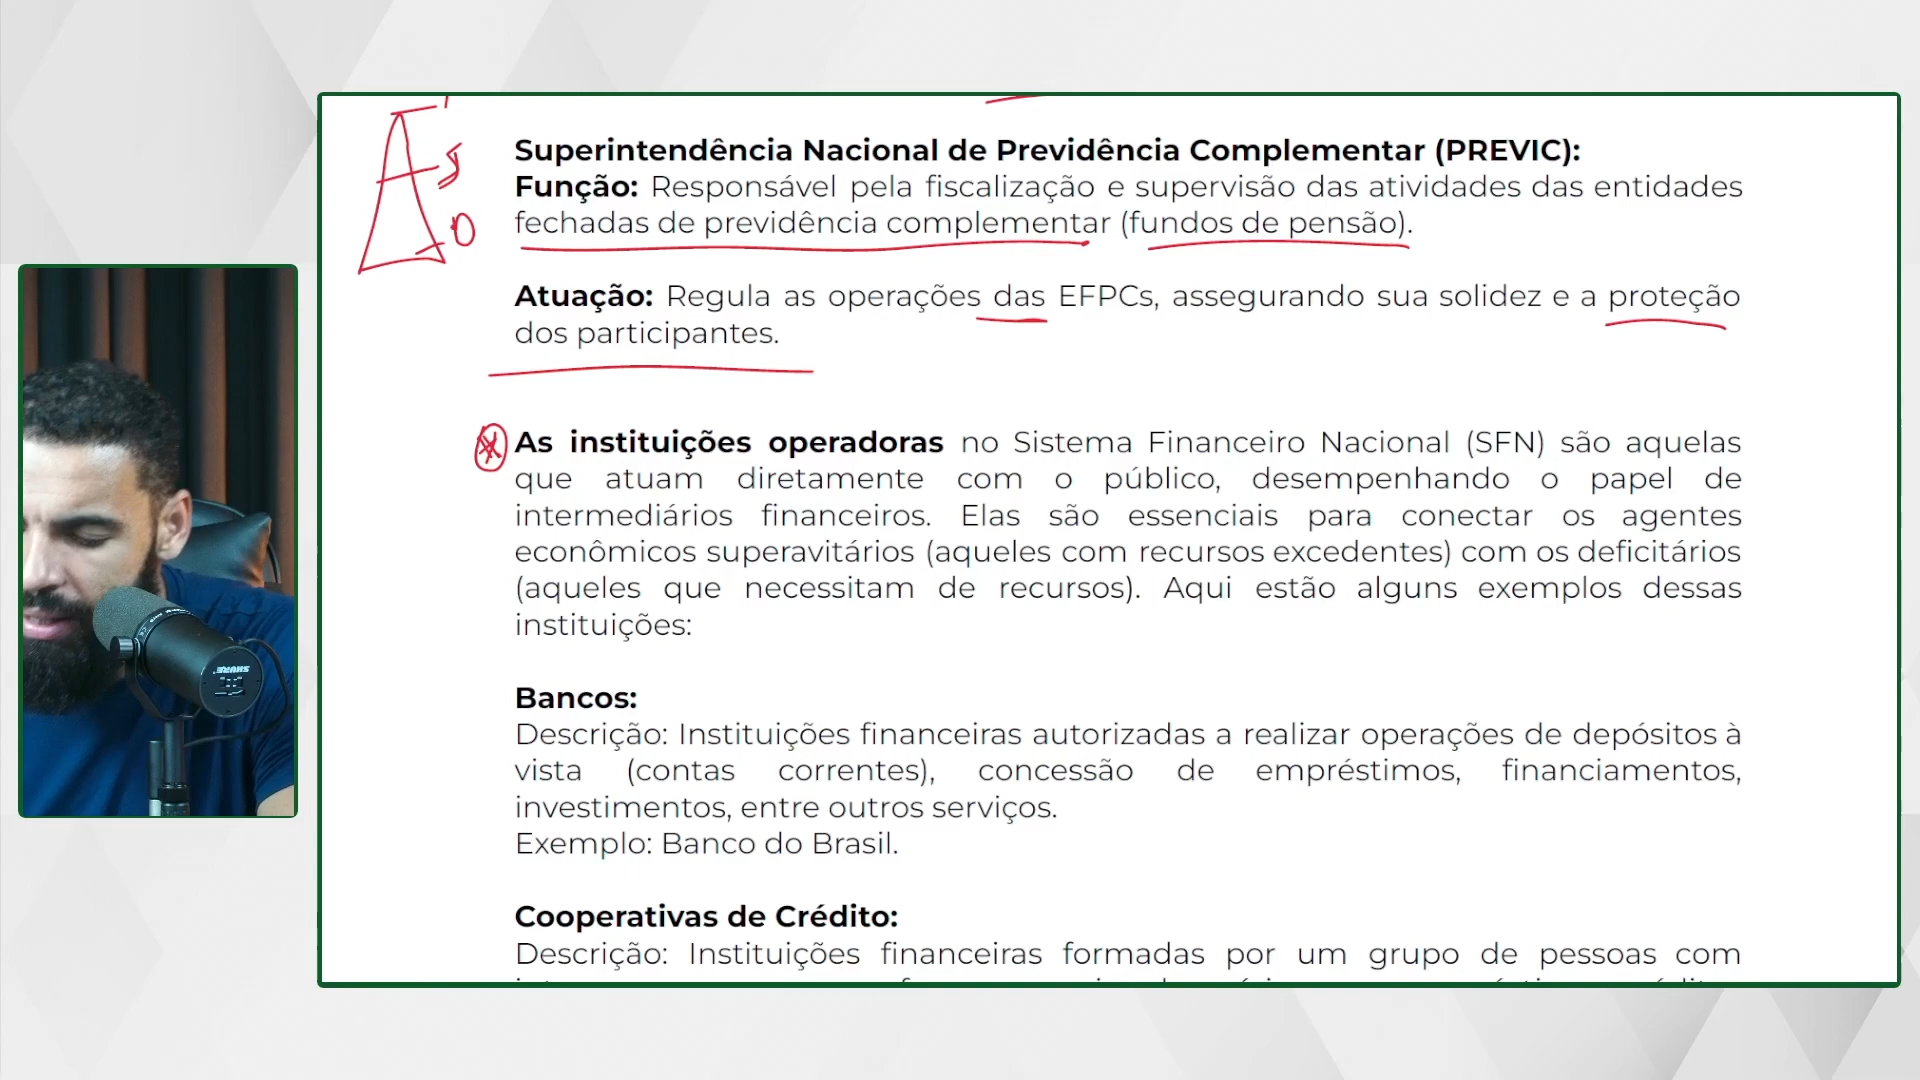 Superintendência Nacional de Previdência Complementar (PREVIC):
Função: Responsável pela fiscalização e supervisão das atividades das entidades
fechadas de previdência complementar (fundos de pensão).
S
O
Atuação: Regula as operações das EFPCs, assegurando sua solidez e a proteção
dos participantes.
As instituições operadoras no Sistema Financeiro Nacional (SFN) são aquelas
que atuam diretamente com o público, desempenhando o papel de
intermediários financeiros. Elas são essenciais para conectar os agentes
econômicos superavitários (aqueles com recursos excedentes) com os deficitários
(aqueles que necessitam de recursos). Aqui estão alguns exemplos dessas
instituições:
Bancos:
Descrição: Instituições financeiras autorizadas a realizar operações de depósitos à
vista (contas correntes), concessão de empréstimos, financiamentos,
investimentos, entre outros serviços.
Exemplo: Banco do Brasil.
Cooperativas de Crédito:
Descrição: Instituições financeiras formadas por um grupo de pessoas com
SHURE